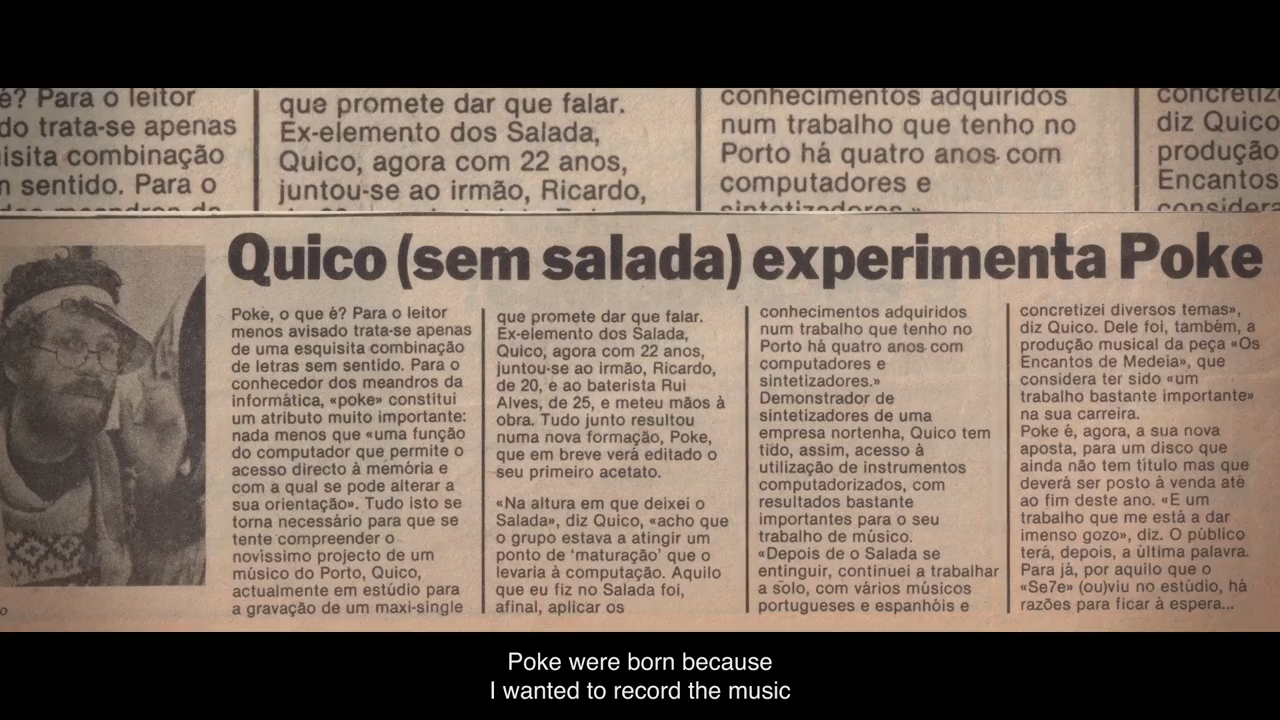 é? Para o leitor
do trata-se apenas
isita combinação
n sentido. Para o
que promete dar que falar.
Ex-elemento dos Salada,
Quico, agora com 22 anos,
juntou-se ao irmão, Ricardo,
conhecimentos adquiridos
num trabalho que tenho no
Porto há quatro anos com
computadores e
sintetizadores.»
concretiz
diz Quico
produção
Encantos
considera
Quico (sem salada) experimenta Poke
Poke, o que é? Para o leitor
menos avisado trata-se apenas
de uma esquisita combinação
de letras sem sentido. Para o
conhecedor dos meandros da
informática, «poke» constitui
um atributo muito importante:
nada menos que «uma função
do computador que permite o
acesso directo à memória e
com a qual se pode alterar a
sua orientação». Tudo isto se
torna necessário para que se
tente compreender o
novíssimo projecto de um
músico do Porto, Quico,
actualmente em estúdio para
a gravação de um maxi-single
que promete dar que falar.
Ex-elemento dos Salada,
Quico, agora com 22 anos,
juntou-se ao irmão, Ricardo,
de 20, e ao baterista Rui
Alves, de 25, e meteu mãos à
obra. Tudo junto resultou
numa nova formação, Poke,
que em breve verá editado o
seu primeiro acetato.
«Na altura em que deixei o
Salada», diz Quico, «acho que
o grupo estava a atingir um
ponto de ‘maturação’ que o
levaria à computação. Aquilo
que eu fiz no Salada foi,
afinal, aplicar os
conhecimentos adquiridos
num trabalho que tenho no
Porto há quatro anos com
computadores e
sintetizadores.»
Demonstrador de
sintetizadores de uma
empresa nortenha, Quico tem
tido, assim, acesso à
utilização de instrumentos
computadorizados, com
resultados bastante
importantes para o seu
trabalho de músico.
«Depois de o Salada se
entinguir, continuei a trabalhar
a solo, com vários músicos
portugueses e espanhóis e
concretizei diversos temas»,
diz Quico. Dele foi, também, a
produção musical da peça «Os
Encantos de Medeia», que
considera ter sido «um
trabalho bastante importante»
na sua carreira.
Poke é, agora, a sua nova
aposta, para um disco que
ainda não tem título mas que
deverá ser posto à venda até
ao fim deste ano. «E um
trabalho que me está a dar
imenso gozo», diz. O público
terá, depois, a última palavra.
Para já, por aquilo que o
«Se7e» (ou)viu no estúdio, há
razões para ficar à espera...
o
Poke were born because
I wanted to record the music